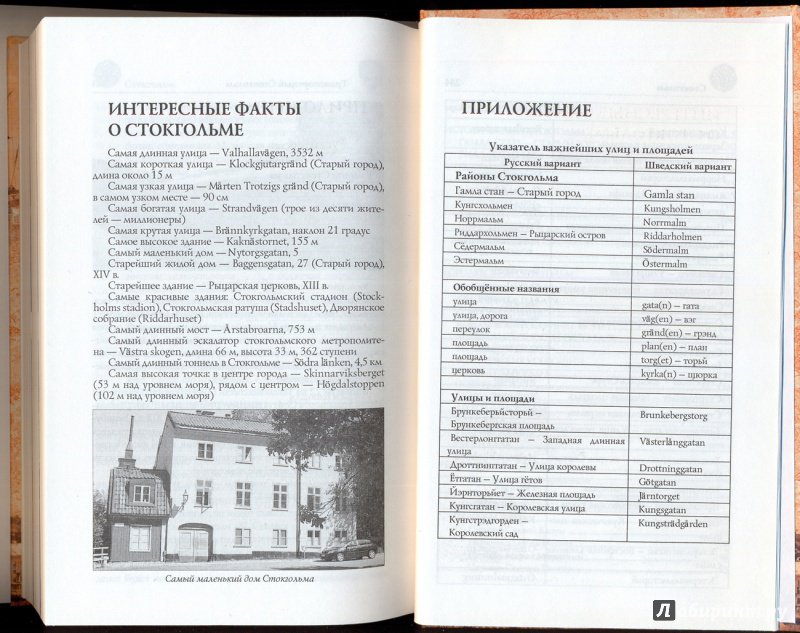 ИНТЕРЕСНЫЕ ФАКТЫ
О СТОКГОЛЬМЕ
Самая длинная улица — Valhallavägen, 3532 м
Самая короткая улица — Klockgjutargränd (Старый город),
длина около 15 м
Самая узкая улица — Mårten Trotzigs gränd (Старый город),
в самом узком месте — 90 см
Самая богатая улица — Strandvägen (трое из десяти жите-
лей — миллионеры)
Самая крутая улица — Brännkyrkgatan, наклон 21 градус
Самое высокое здание — Kaknästornet, 155 м
Самый маленький дом — Nytorgsgatan, 5
Старейший жилой дом — Baggensgatan, 27 (Старый город),
XIV в.
Старейшее здание — Рыцарская церковь, XIII в.
Самые красивые здания: Стокгольмский стадион (Stock-
holms stadion), Стокгольмская ратуша (Stadshuset), Дворянское
собрание (Riddarhuset)
Самый длинный мост — Årstabroarna, 753 м
Самый длинный эскалатор стокгольмского метрополите-
на — Västra skogen, длина 66 м, высота 33 м, 362 ступени
Самый длинный тоннель в Стокгольме — Södra länken, 4,5 км
Самая высокая точка в центре города — Skinnarviksberget
(53 м над уровнем моря), рядом с центром — Högdalstoppen
(102 м над уровнем моря)
Самый маленький дом Стокгольма
ПРИЛОЖЕНИЕ
Указатель важнейших улиц и площадей
Русский вариант Шведский вариант
Районы Стокгольма
Гамла стан – Старый город Gamla stan
Кунгсхольмен Kungsholmen
Норрмальм Norrmalm
Риддархольмен – Рыцарский остров Riddarholmen
Сёдермальм Södermalm
Эстермальм Östermalm
Обобщённые названия
улица gata(n) – гата
улица, дорога väg(en) – вэг
переулок gränd(en) – грэнд
площадь plan(en) – план
площадь torg(et) – торьй
церковь kyrka(n) – щюрка
Улицы и площади
Брункеберьйсторьй – Brunkebergstorg
Брункебергская площадь
Вестерлонггатан – Западная длинная Västerlånggatan
улица
Дроттнинггатан – Улица королевы Drottninggatan
Ётгатан – Улица гётов Götgatan
Йэрнторьйет – Железная площадь Järntorget
Кунгсгатан – Королевская улица Kungsgatan
Кунгстрэдгорден – Kungsträdgården
Королевский сад
Лабиринт.ру